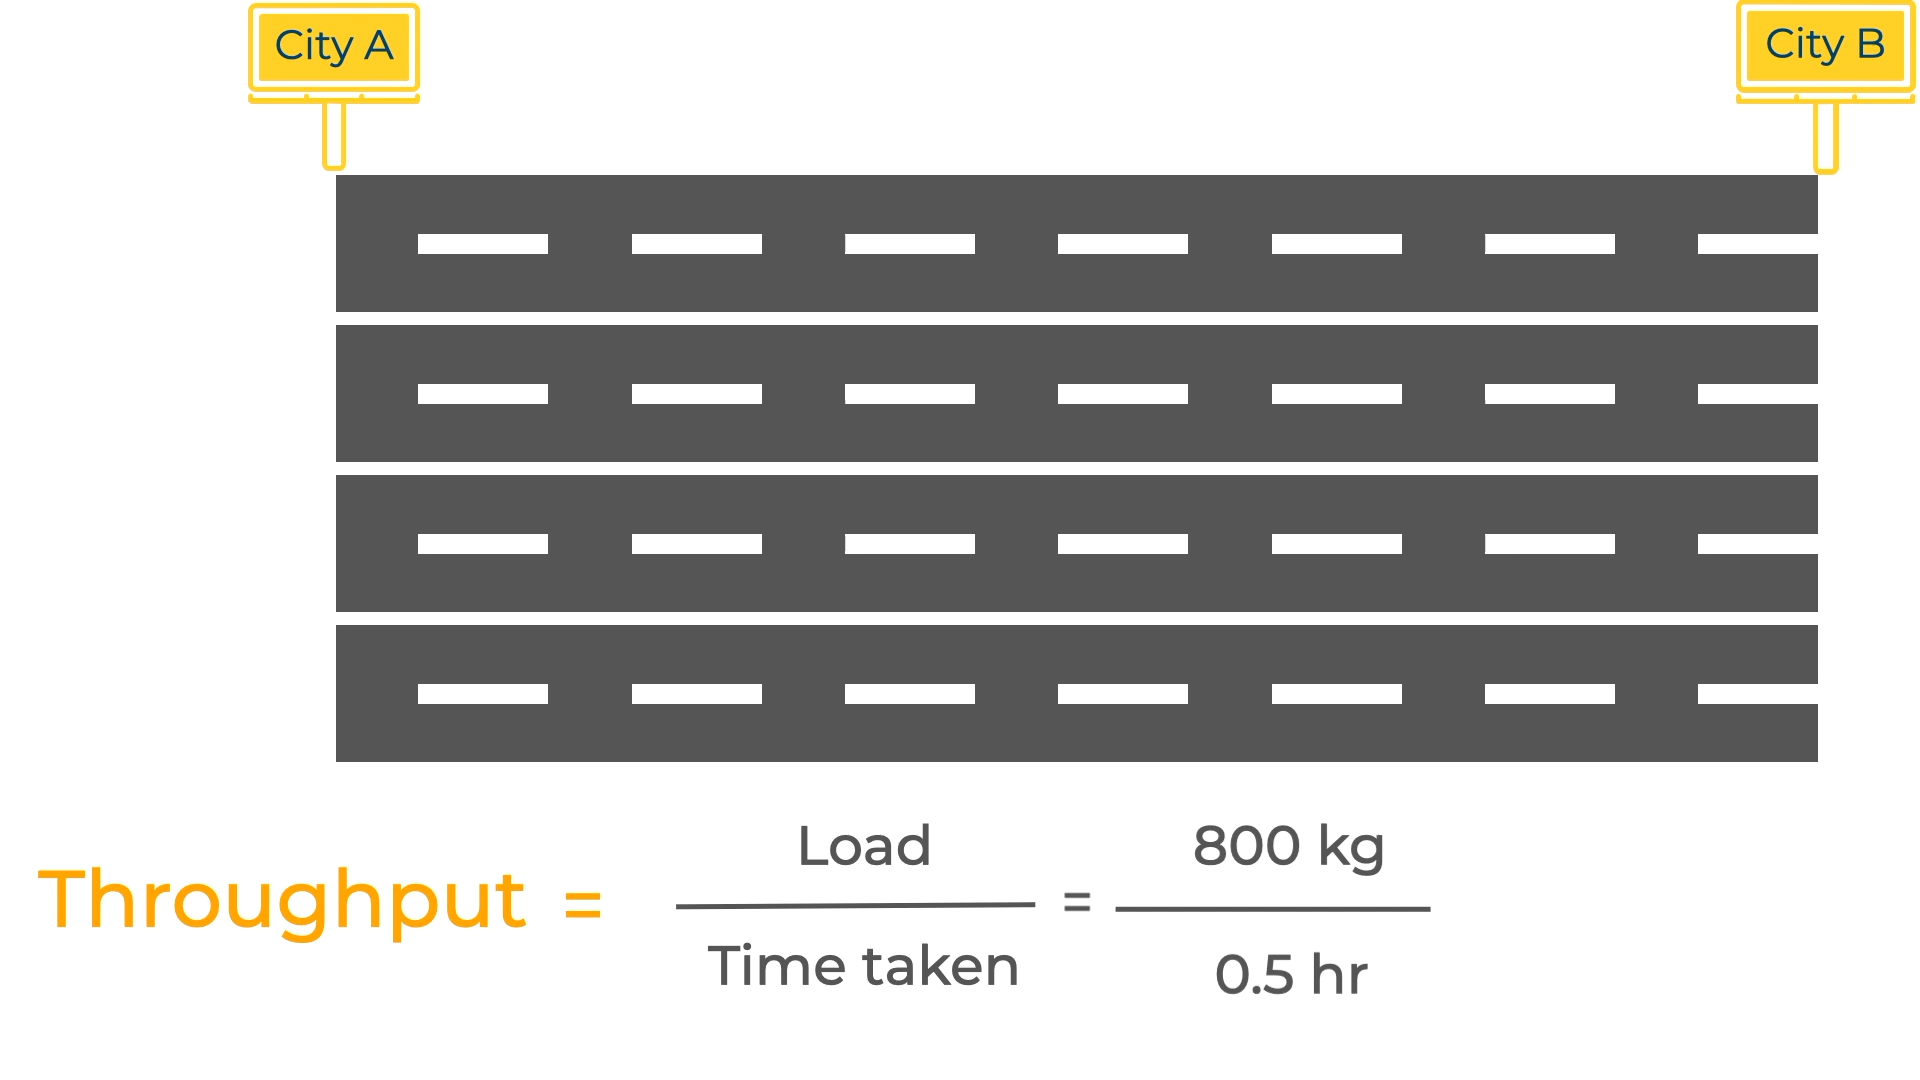 City A
City B
Throughput = Load / Time taken = 800 kg / 0.5 hr